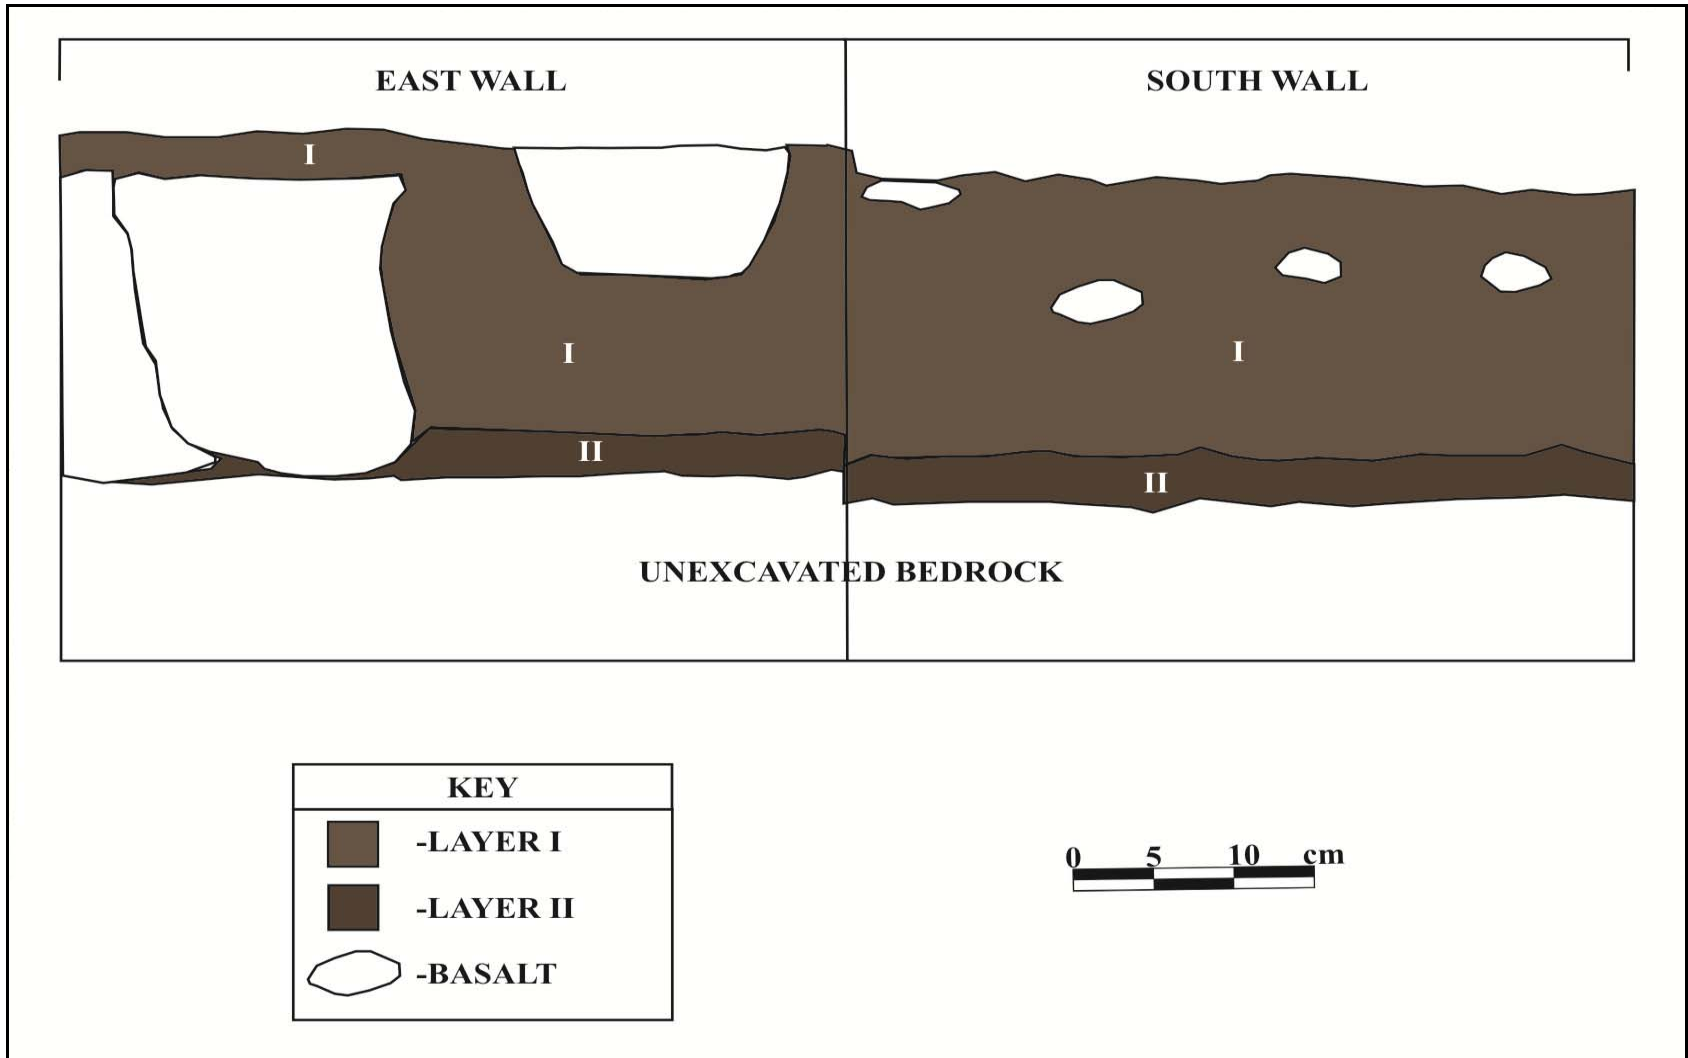 EAST WALL
SOUTH WALL
I
I
I
II
II
UNEXCAVATED BEDROCK
KEY
-LAYER I
-LAYER II
-BASALT
0 5 10 cm